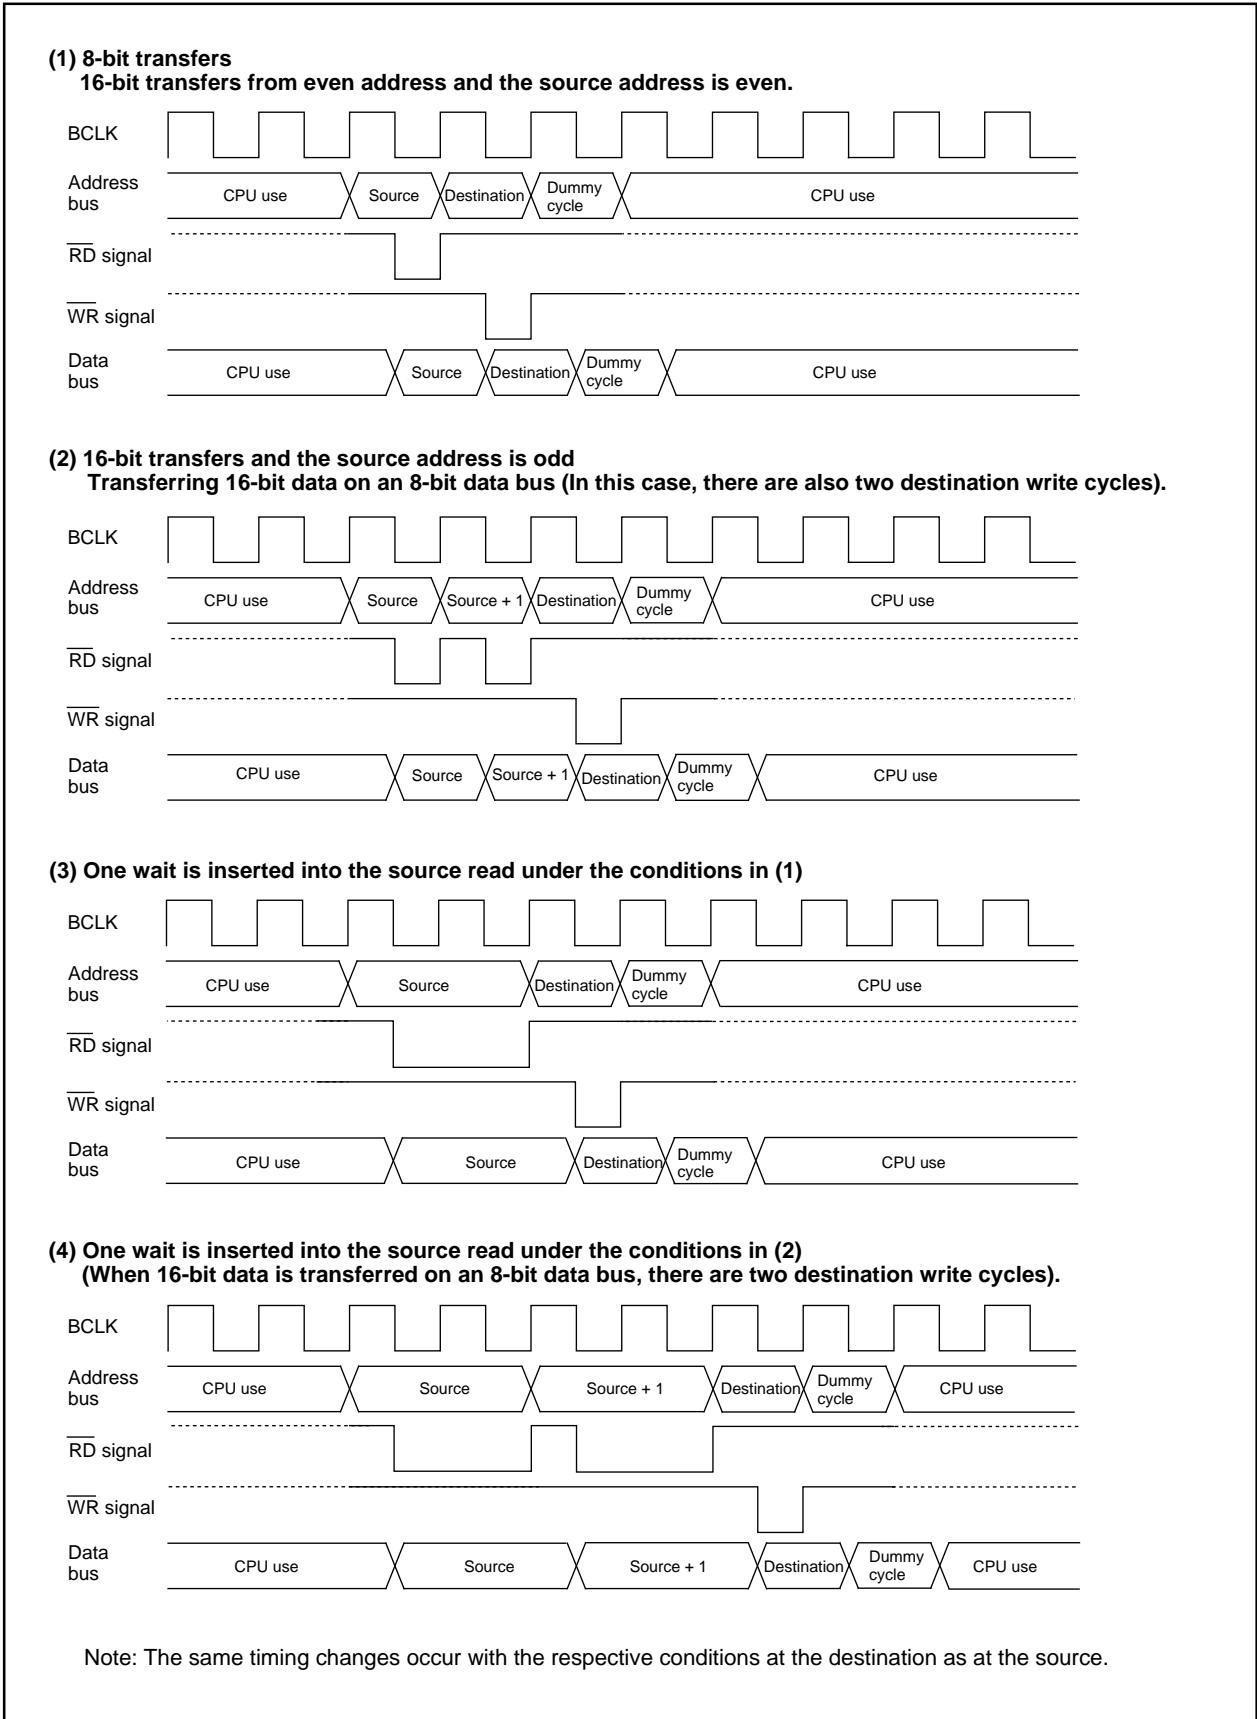 (1) 8-bit transfers
16-bit transfers from even address and the source address is even.
BCLK
Address
bus
CPU use
Source
Destination
Dummy
cycle
CPU use
RD signal
WR signal
Data
bus
CPU use
Source
Destination
Dummy
cycle
CPU use
(2) 16-bit transfers and the source address is odd
Transferring 16-bit data on an 8-bit data bus (In this case, there are also two destination write cycles).
BCLK
Address
bus
CPU use
Source
Source + 1
Destination
Dummy
cycle
CPU use
RD signal
WR signal
Data
bus
CPU use
Source
Source + 1
Destination
Dummy
cycle
CPU use
(3) One wait is inserted into the source read under the conditions in (1)
BCLK
Address
bus
CPU use
Source
Destination
Dummy
cycle
CPU use
RD signal
WR signal
Data
bus
CPU use
Source
Destination
Dummy
cycle
CPU use
(4) One wait is inserted into the source read under the conditions in (2)
(When 16-bit data is transferred on an 8-bit data bus, there are two destination write cycles).
BCLK
Address
bus
CPU use
Source
Source + 1
Destination
Dummy
cycle
CPU use
RD signal
WR signal
Data
bus
CPU use
Source
Source + 1
Destination
Dummy
cycle
CPU use
Note: The same timing changes occur with the respective conditions at the destination as at the source.